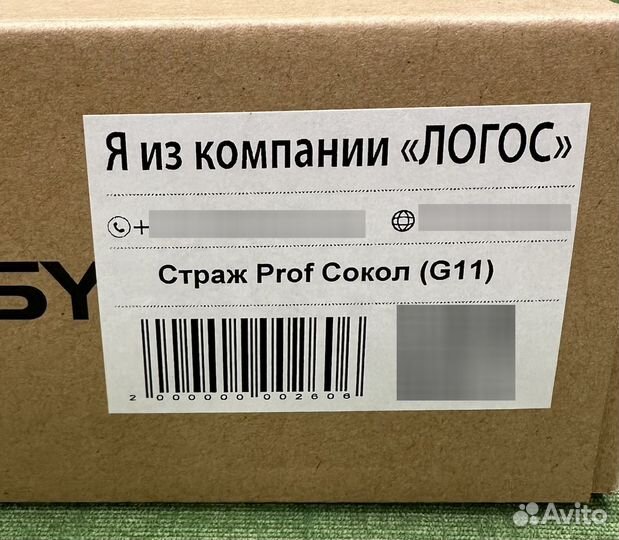 Я из компании «ЛОГОС»
+
SY
Страж Prof Сокол (G11)
2 000000 002606
Avito